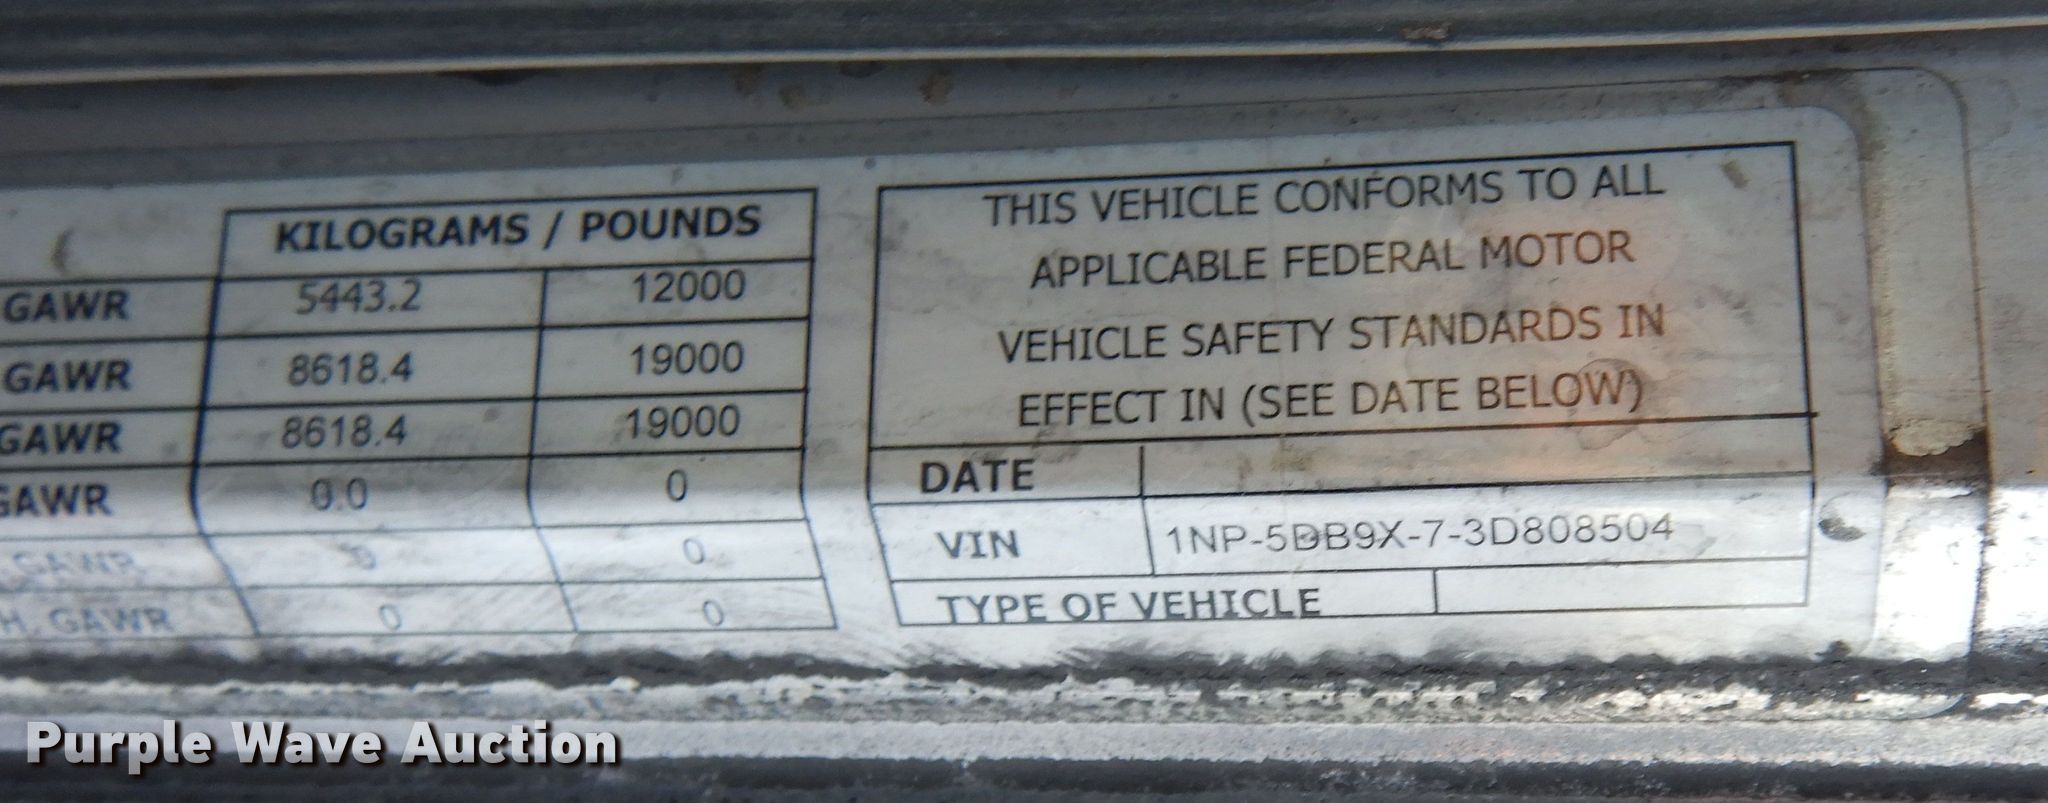 KILOGRAMS / POUNDS
GAWR 5443.2 12000
GAWR 8618.4 19000
GAWR 8618.4 19000
GAWR 0.0 0
GAWR 0 0
H. GAWR 0 0
THIS VEHICLE CONFORMS TO ALL
APPLICABLE FEDERAL MOTOR
VEHICLE SAFETY STANDARDS IN
EFFECT IN (SEE DATE BELOW)
DATE
VIN 1NP-5DB9X-7-3D808504
TYPE OF VEHICLE
Purple Wave Auction